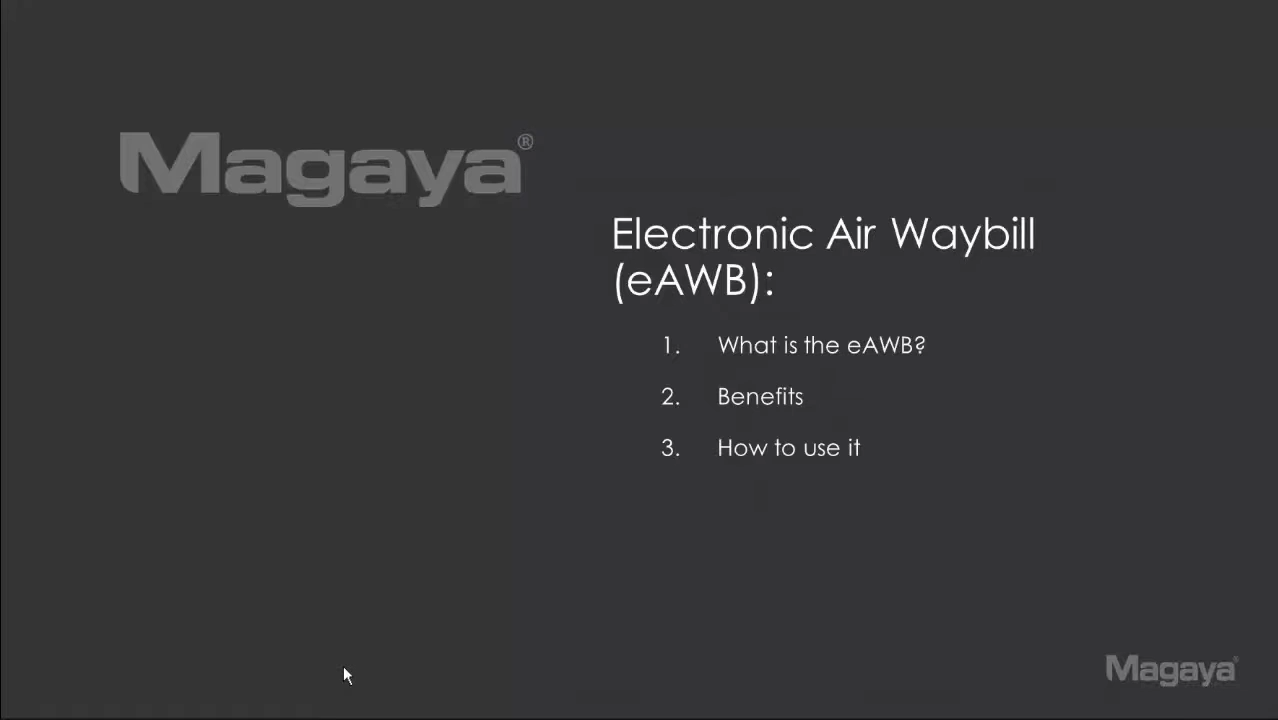 Magaya®
Electronic Air Waybill
(eAWB):
1. What is the eAWB?
2. Benefits
3. How to use it
Magaya®